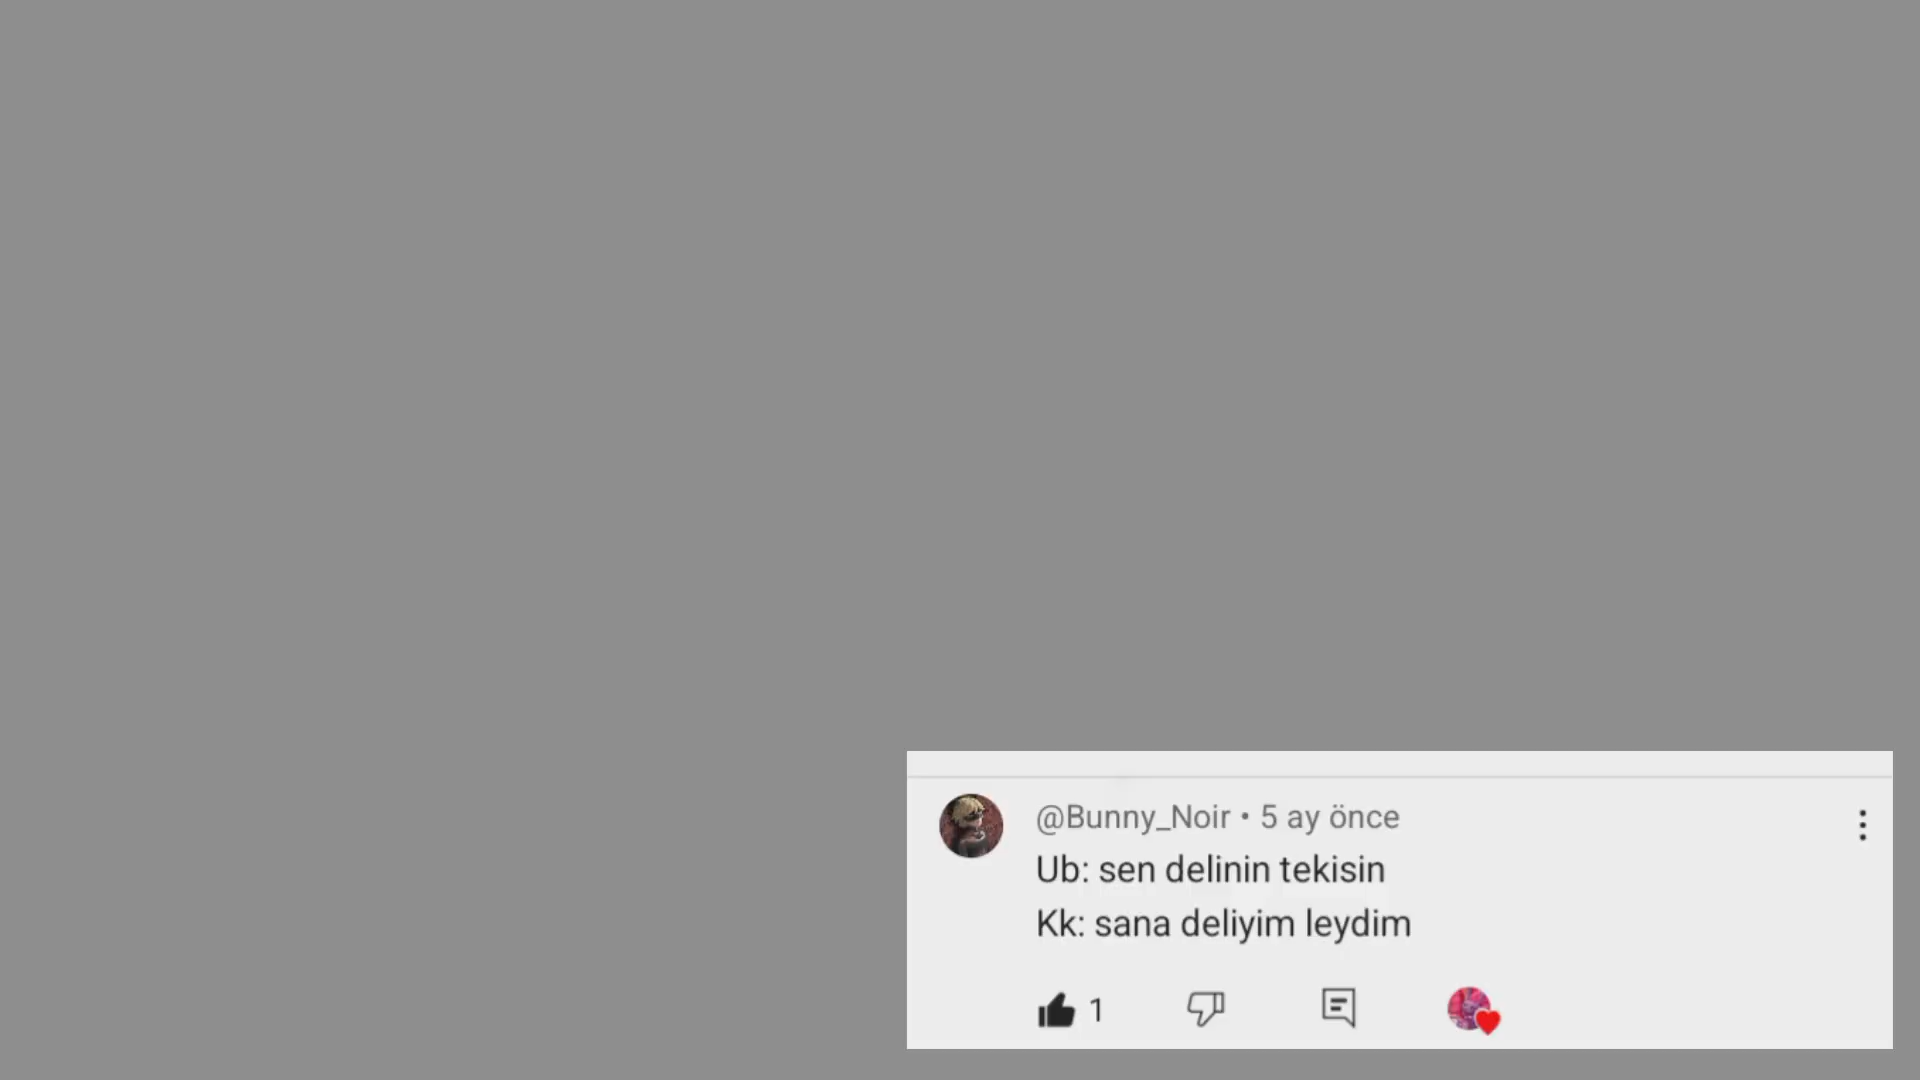 @Bunny_Noir • 5 ay önce
Ub: sen delinin tekisin
Kk: sana deliyim leydim
1